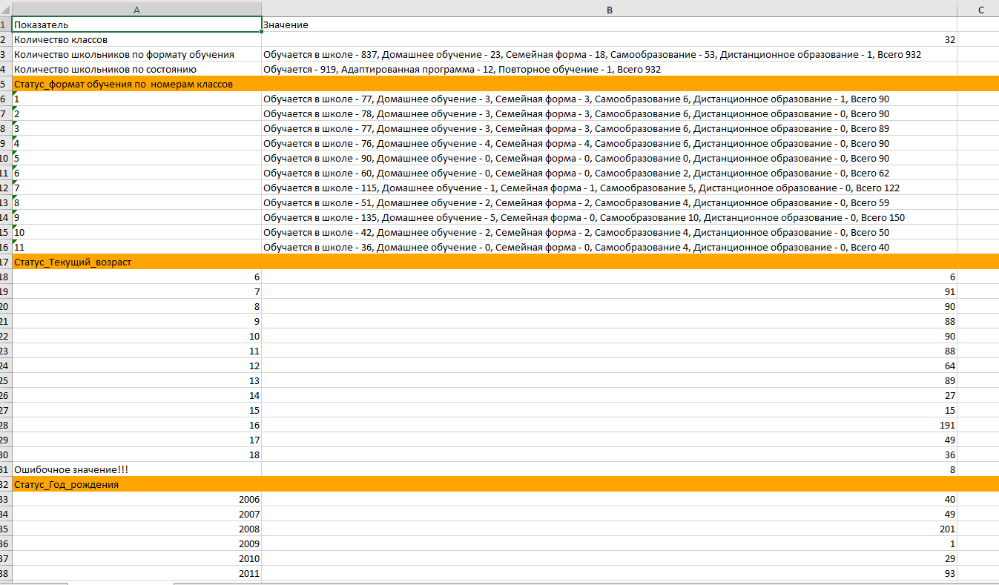 A B C
1 Показатель Значение
2 Количество классов 32
3 Количество школьников по формату обучения Обучается в школе - 837, Домашнее обучение - 23, Семейная форма - 18, Самообразование - 53, Дистанционное образование - 1, Всего 932
4 Количество школьников по состоянию Обучается - 919, Адаптированная программа - 12, Повторное обучение - 1, Всего 932
5 Статус_формат обучения по номерам классов
6 1 Обучается в школе - 77, Домашнее обучение - 3, Семейная форма - 3, Самообразование 6, Дистанционное образование - 1, Всего 90
7 2 Обучается в школе - 78, Домашнее обучение - 3, Семейная форма - 3, Самообразование 6, Дистанционное образование - 0, Всего 90
8 3 Обучается в школе - 77, Домашнее обучение - 3, Семейная форма - 3, Самообразование 6, Дистанционное образование - 0, Всего 89
9 4 Обучается в школе - 76, Домашнее обучение - 4, Семейная форма - 4, Самообразование 6, Дистанционное образование - 0, Всего 90
10 5 Обучается в школе - 90, Домашнее обучение - 0, Семейная форма - 0, Самообразование 0, Дистанционное образование - 0, Всего 90
11 6 Обучается в школе - 60, Домашнее обучение - 0, Семейная форма - 0, Самообразование 2, Дистанционное образование - 0, Всего 62
12 7 Обучается в школе - 115, Домашнее обучение - 1, Семейная форма - 1, Самообразование 5, Дистанционное образование - 0, Всего 122
13 8 Обучается в школе - 51, Домашнее обучение - 2, Семейная форма - 2, Самообразование 4, Дистанционное образование - 0, Всего 59
14 9 Обучается в школе - 135, Домашнее обучение - 5, Семейная форма - 0, Самообразование 10, Дистанционное образование - 0, Всего 150
15 10 Обучается в школе - 42, Домашнее обучение - 2, Семейная форма - 2, Самообразование 4, Дистанционное образование - 0, Всего 50
16 11 Обучается в школе - 36, Домашнее обучение - 0, Семейная форма - 0, Самообразование 4, Дистанционное образование - 0, Всего 40
17 Статус_Текущий_возраст
18 6 6
19 7 91
20 8 90
21 9 88
22 10 90
23 11 88
24 12 64
25 13 89
26 14 27
27 15 15
28 16 191
29 17 49
30 18 36
31 Ошибочное значение!!! 8
32 Статус_Год_рождения
33 2006 40
34 2007 49
35 2008 201
36 2009 1
37 2010 29
38 2011 93